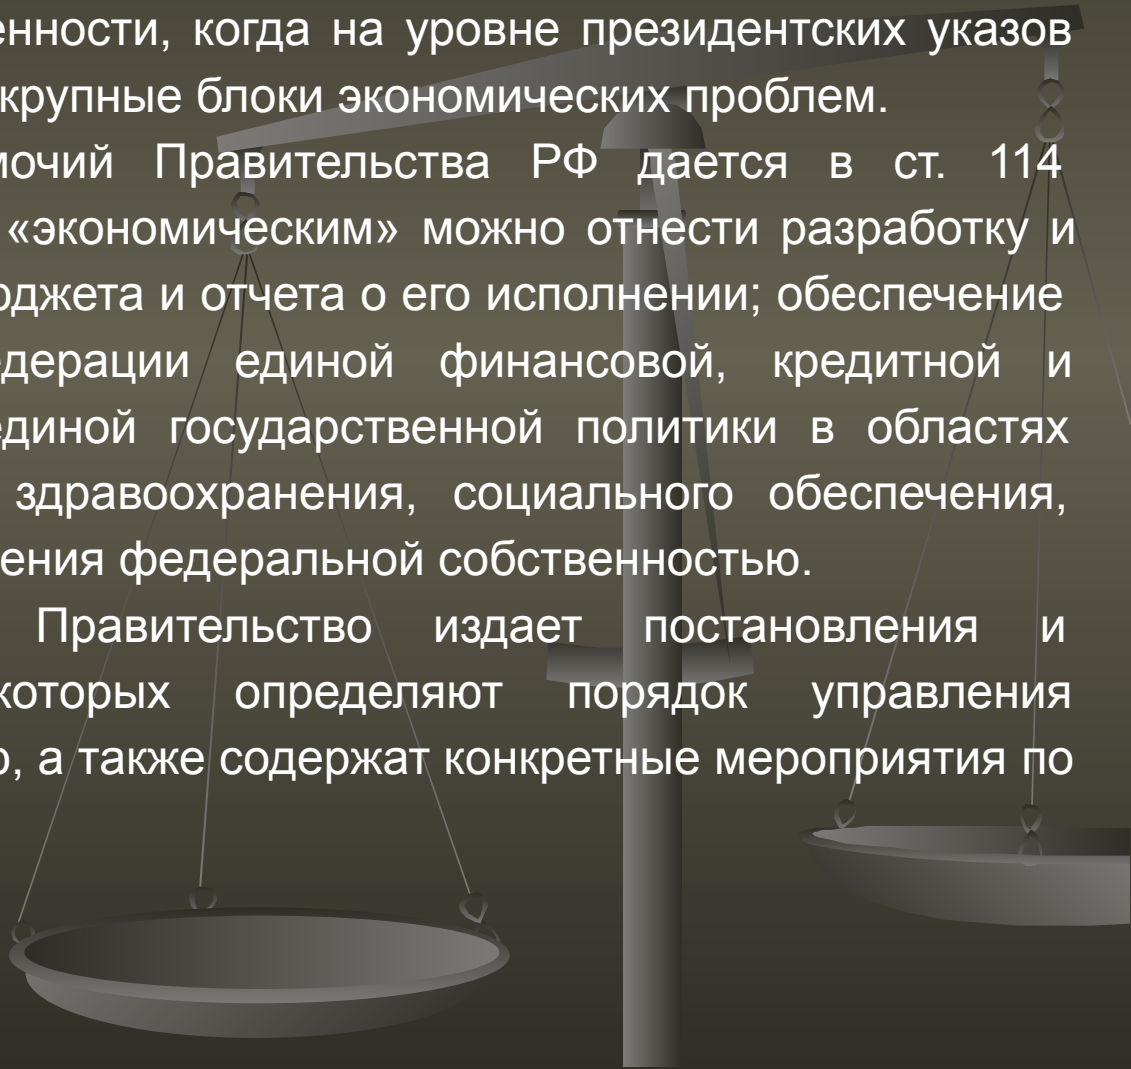 енности, когда на уровне президентских указов
крупные блоки экономических проблем.
мочий Правительства РФ дается в ст. 114
«экономическим» можно отнести разработку и
джета и отчета о его исполнении; обеспечение
дерации единой финансовой, кредитной и
единой государственной политики в областях
здравоохранения, социального обеспечения,
ения федеральной собственностью.
Правительство издает постановления и
которых определяют порядок управления
о, а также содержат конкретные мероприятия по